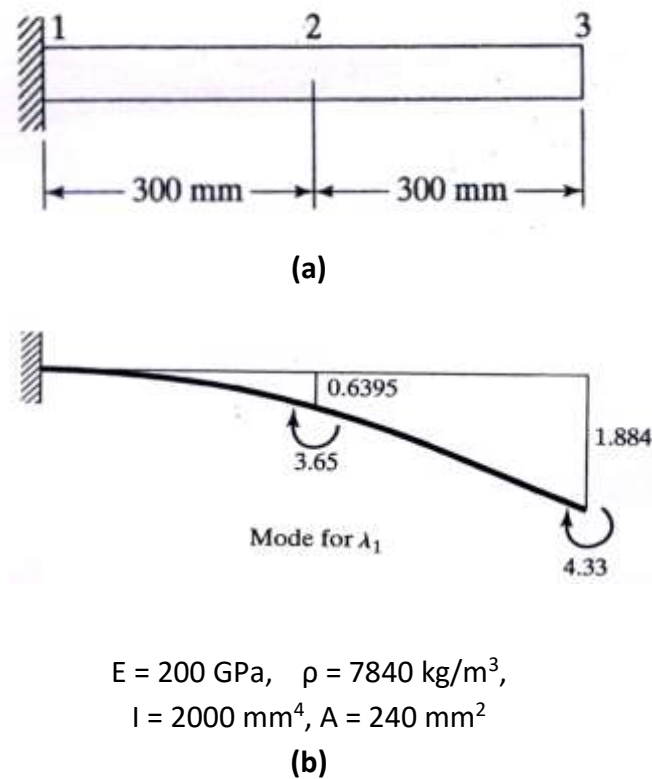 1 2 3
300 mm 300 mm
(a)
0.6395
1.884
3.65
Mode for λ₁
4.33
E = 200 GPa, ρ = 7840 kg/m³,
I = 2000 mm⁴, A = 240 mm²
(b)